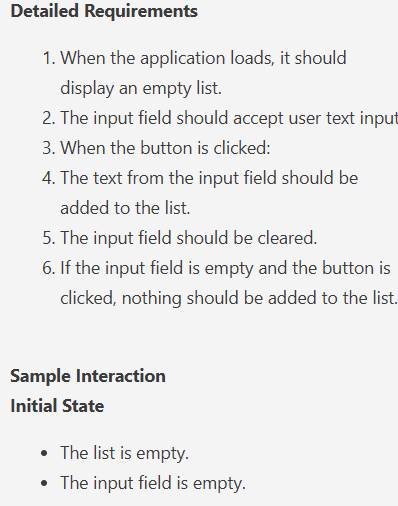 Detailed Requirements
1. When the application loads, it should
display an empty list.
2. The input field should accept user text input
3. When the button is clicked:
4. The text from the input field should be
added to the list.
5. The input field should be cleared.
6. If the input field is empty and the button is
clicked, nothing should be added to the list.
Sample Interaction
Initial State
• The list is empty.
• The input field is empty.